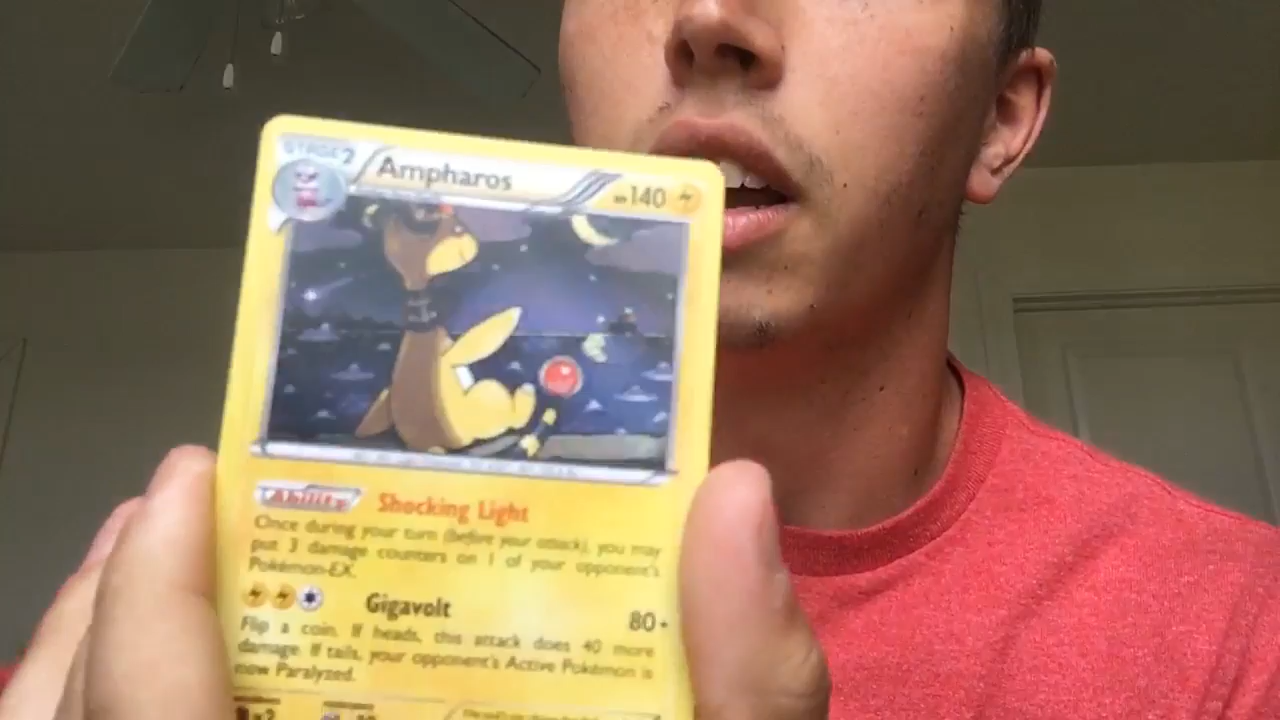 STAGE2
Ampharos
HP140
Ability Shocking Light
Once during your turn (before your attack), you may
put 3 damage counters on 1 of your opponent's
Pokémon-EX.
Gigavolt 80+
Flip a coin. If heads, this attack does 40 more
damage. If tails, your opponent's Active Pokémon is
now Paralyzed.
×2